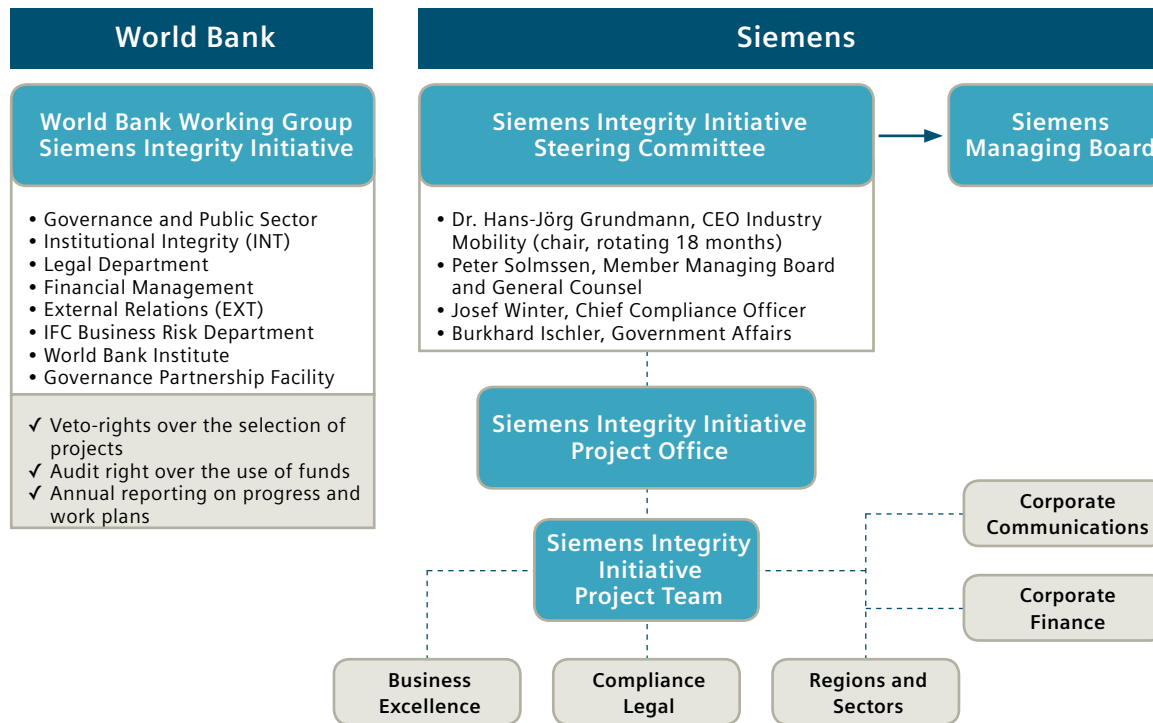 World Bank
World Bank Working Group
Siemens Integrity Initiative
• Governance and Public Sector
• Institutional Integrity (INT)
• Legal Department
• Financial Management
• External Relations (EXT)
• IFC Business Risk Department
• World Bank Institute
• Governance Partnership Facility
✓ Veto-rights over the selection of
projects
✓ Audit right over the use of funds
✓ Annual reporting on progress and
work plans
Siemens
Siemens Integrity Initiative
Steering Committee
• Dr. Hans-Jörg Grundmann, CEO Industry
Mobility (chair, rotating 18 months)
• Peter Solmssen, Member Managing Board
and General Counsel
• Josef Winter, Chief Compliance Officer
• Burkhard Ischler, Government Affairs
Siemens
Managing Board
Siemens Integrity Initiative
Project Office
Siemens Integrity
Initiative
Project Team
Corporate
Communications
Corporate
Finance
Business
Excellence
Compliance
Legal
Regions and
Sectors